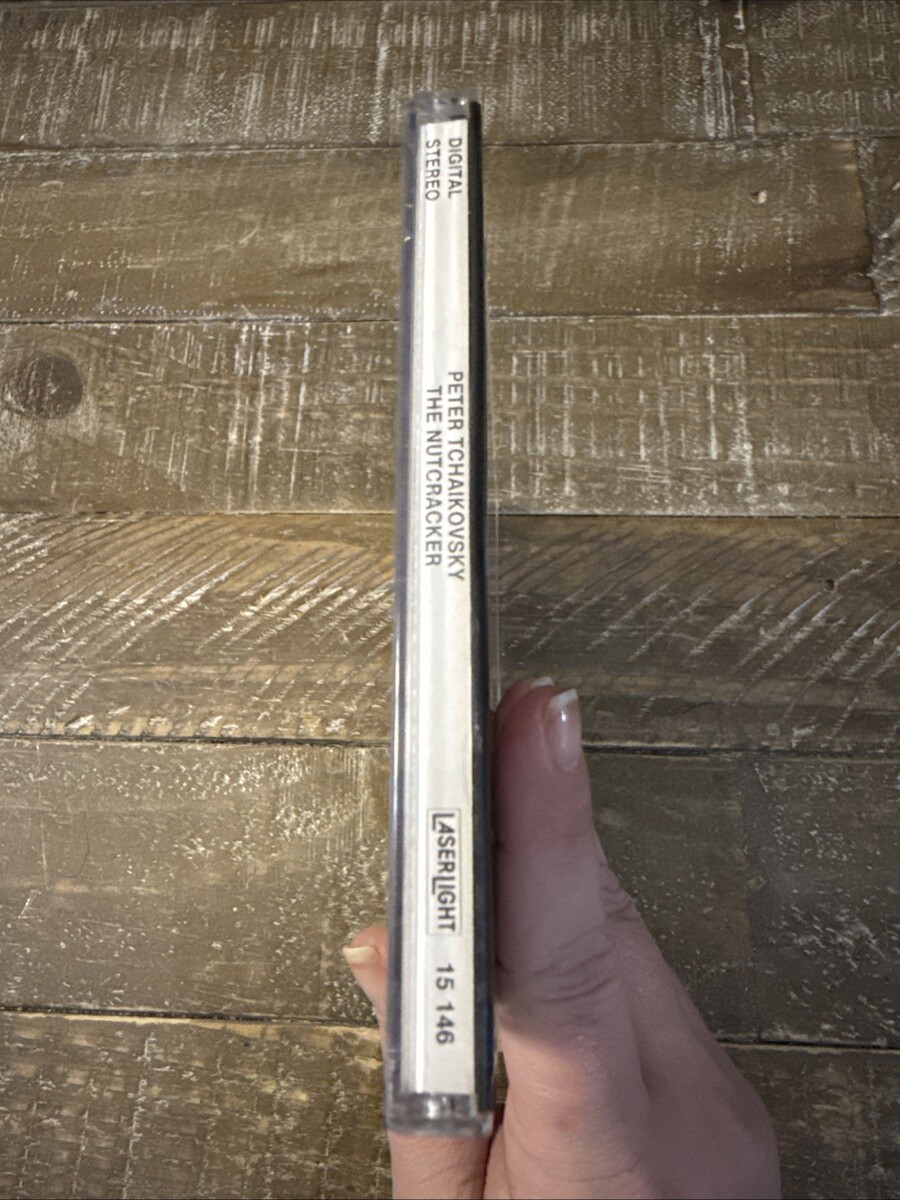 DIGITAL
STEREO
PETER TCHAIKOVSKY
THE NUTCRACKER
LASERLIGHT
15 146